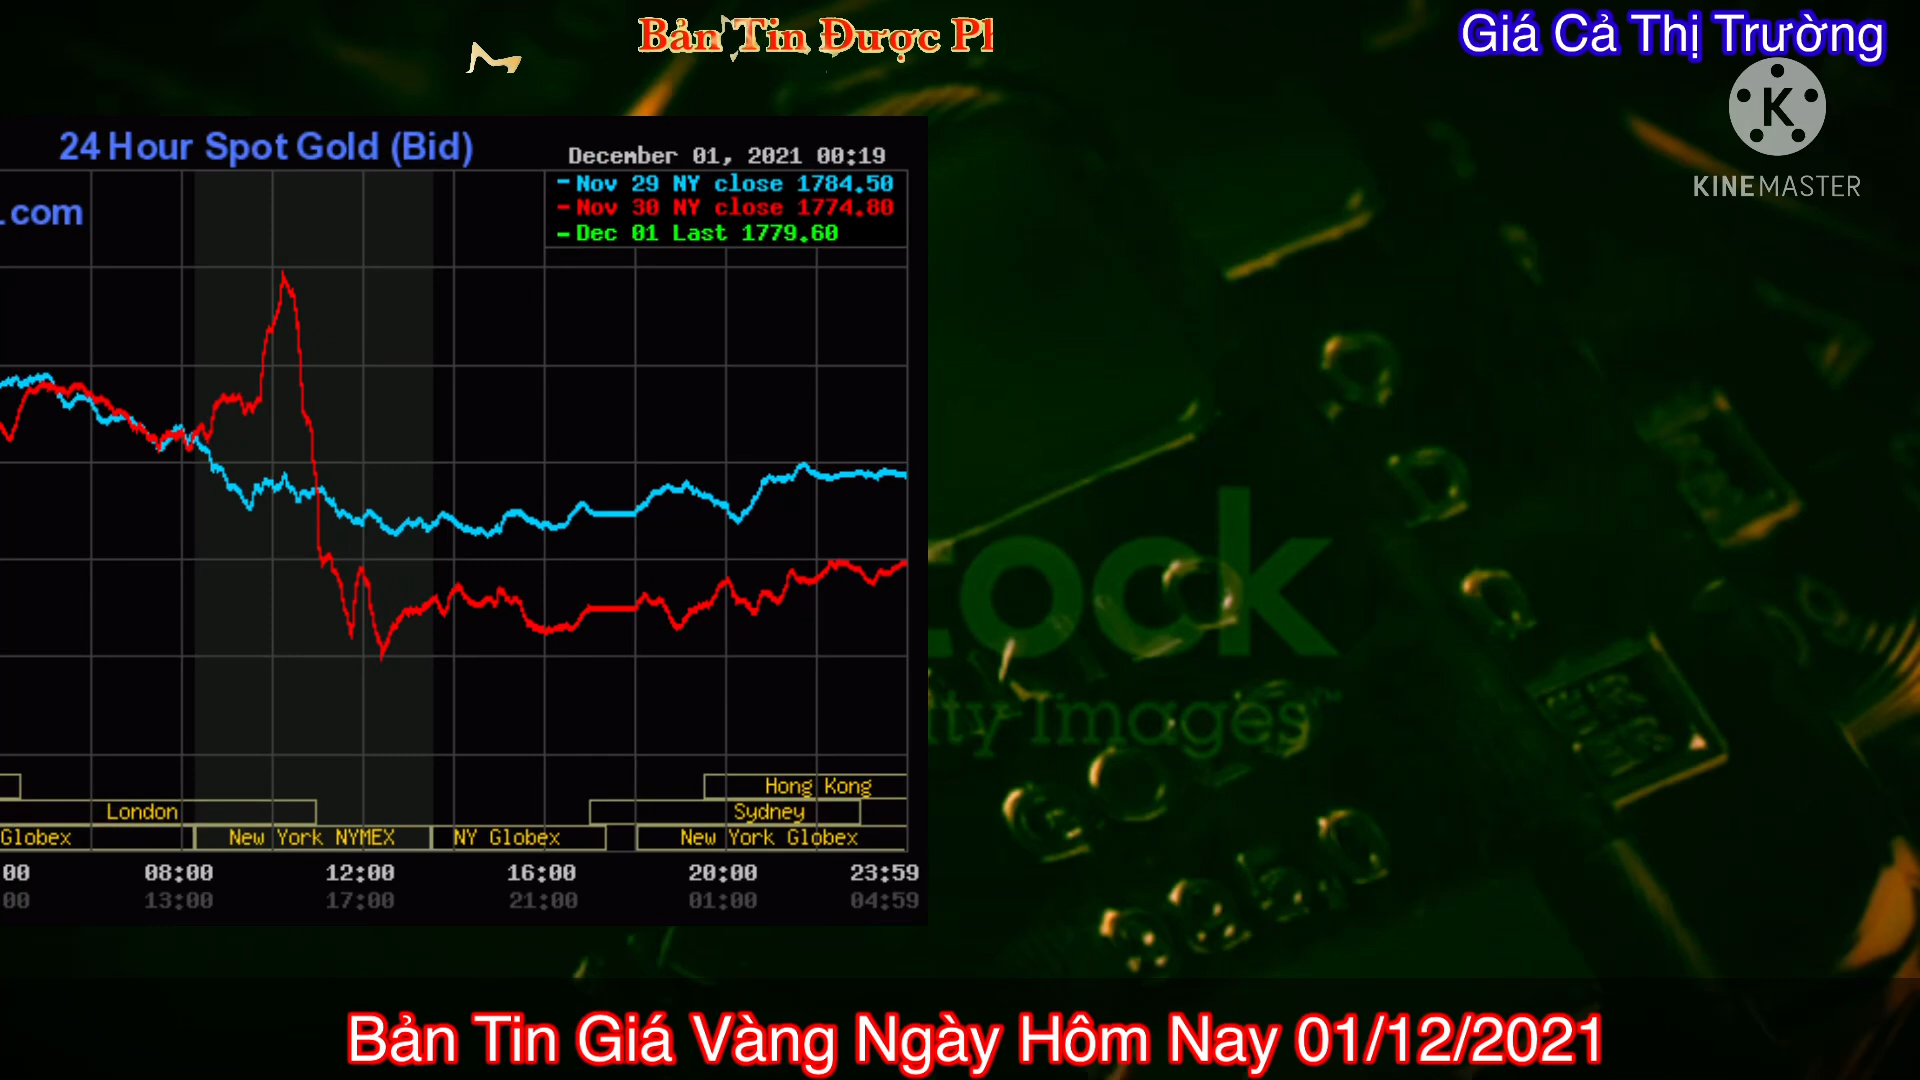 Bản Tin Được Ph
Giá Cả Thị Trường
K
KINEMASTER
24 Hour Spot Gold (Bid)
December 01, 2021 00:19
Nov 29 NY close 1784.50
.com
Nov 30 NY close 1774.80
Dec 01 Last 1779.60
tock
ty Images
Hong Kong
London
Sydney
Globex
New York NYMEX
NY Globex
New York Globex
00 08:00 12:00 16:00 20:00 23:59
00 13:00 17:00 21:00 01:00 04:59
Bản Tin Giá Vàng Ngày Hôm Nay 01/12/2021